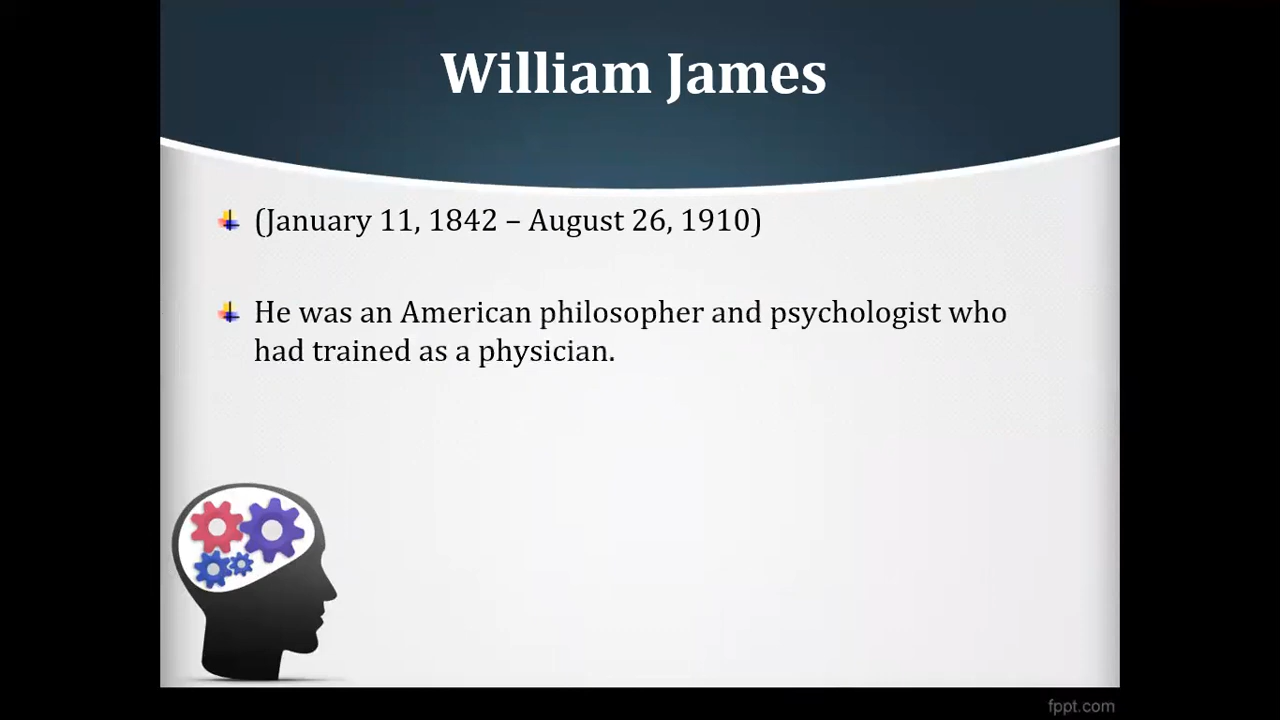 William James
(January 11, 1842 – August 26, 1910)
He was an American philosopher and psychologist who
had trained as a physician.
fppt.com